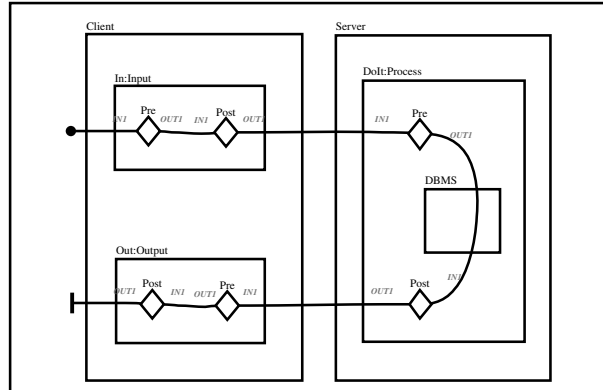 Client
Server
In:Input
DoIt:Process
Pre
Post
Pre
IN1
OUT1
IN1
OUT1
IN1
OUT1
DBMS
Out:Output
IN1
Post
Pre
Post
OUT1
IN1
OUT1
IN1
OUT1